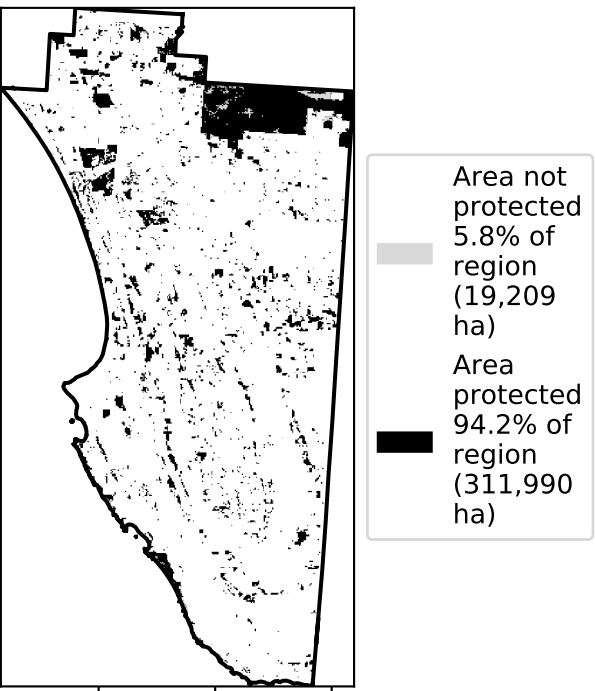 Area not
protected
5.8% of
region
(19,209
ha)
Area
protected
94.2% of
region
(311,990
ha)